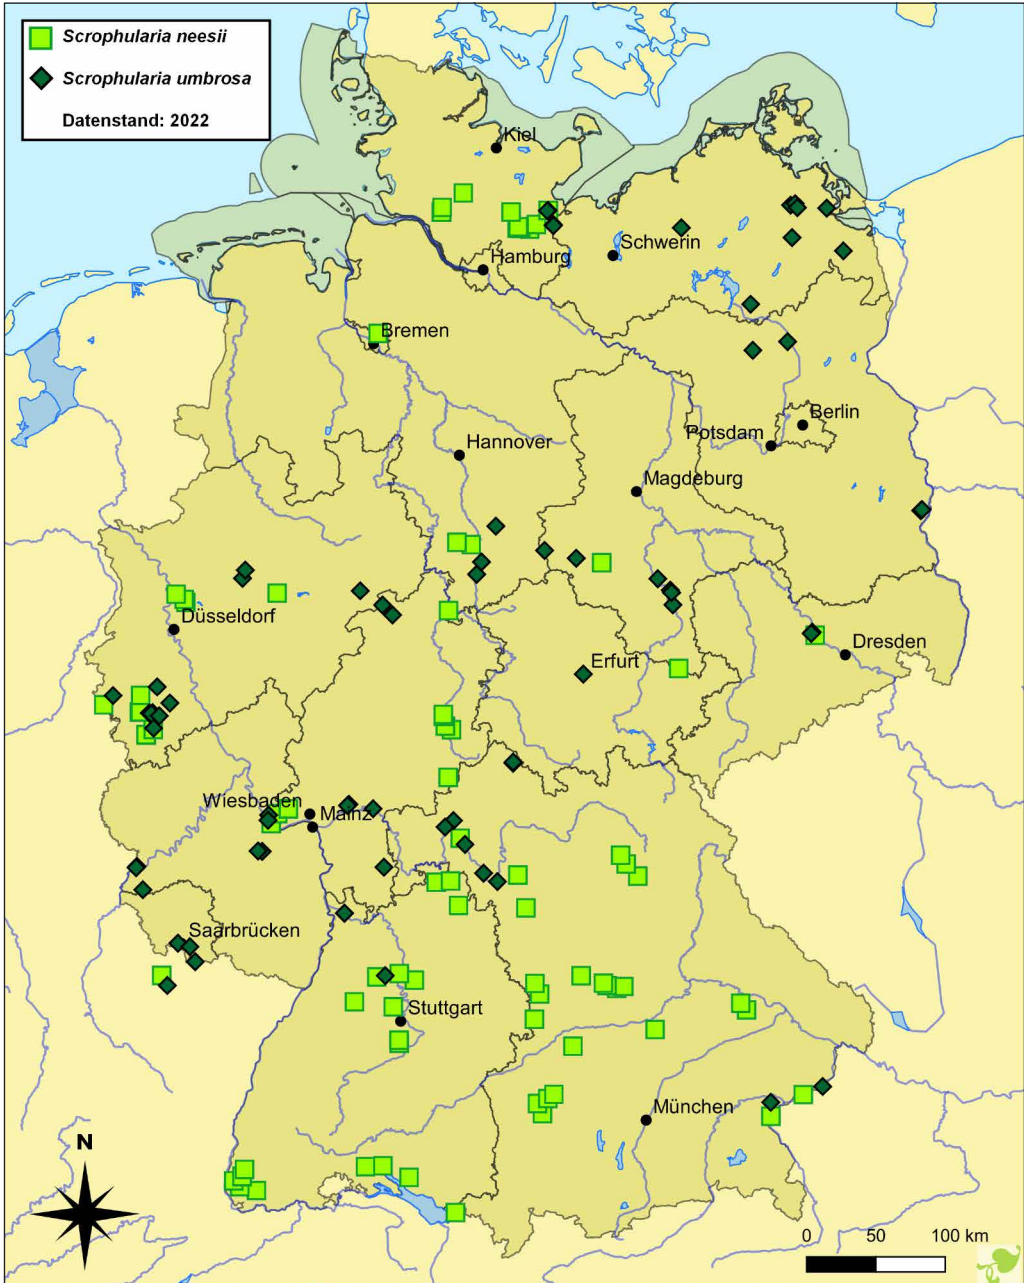 Scrophularia neesii
Scrophularia umbrosa
Datenstand: 2022
Kiel
Schwerin
Hamburg
Bremen
Berlin
Potsdam
Hannover
Magdeburg
Düsseldorf
Dresden
Erfurt
Wiesbaden
Mainz
Saarbrücken
Stuttgart
München
N
0 50 100 km